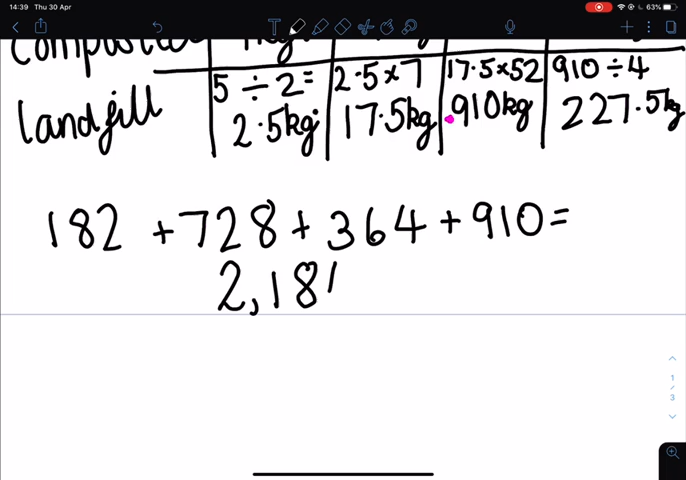 14:39 Thu 30 Apr 63%
5 ÷ 2 = 2.5 x 7 17.5 x 52 910 ÷ 4
landfill 2.5kg 17.5kg 910kg 227.5kg
182 + 728 + 364 + 910 =
2,181
1
/
3